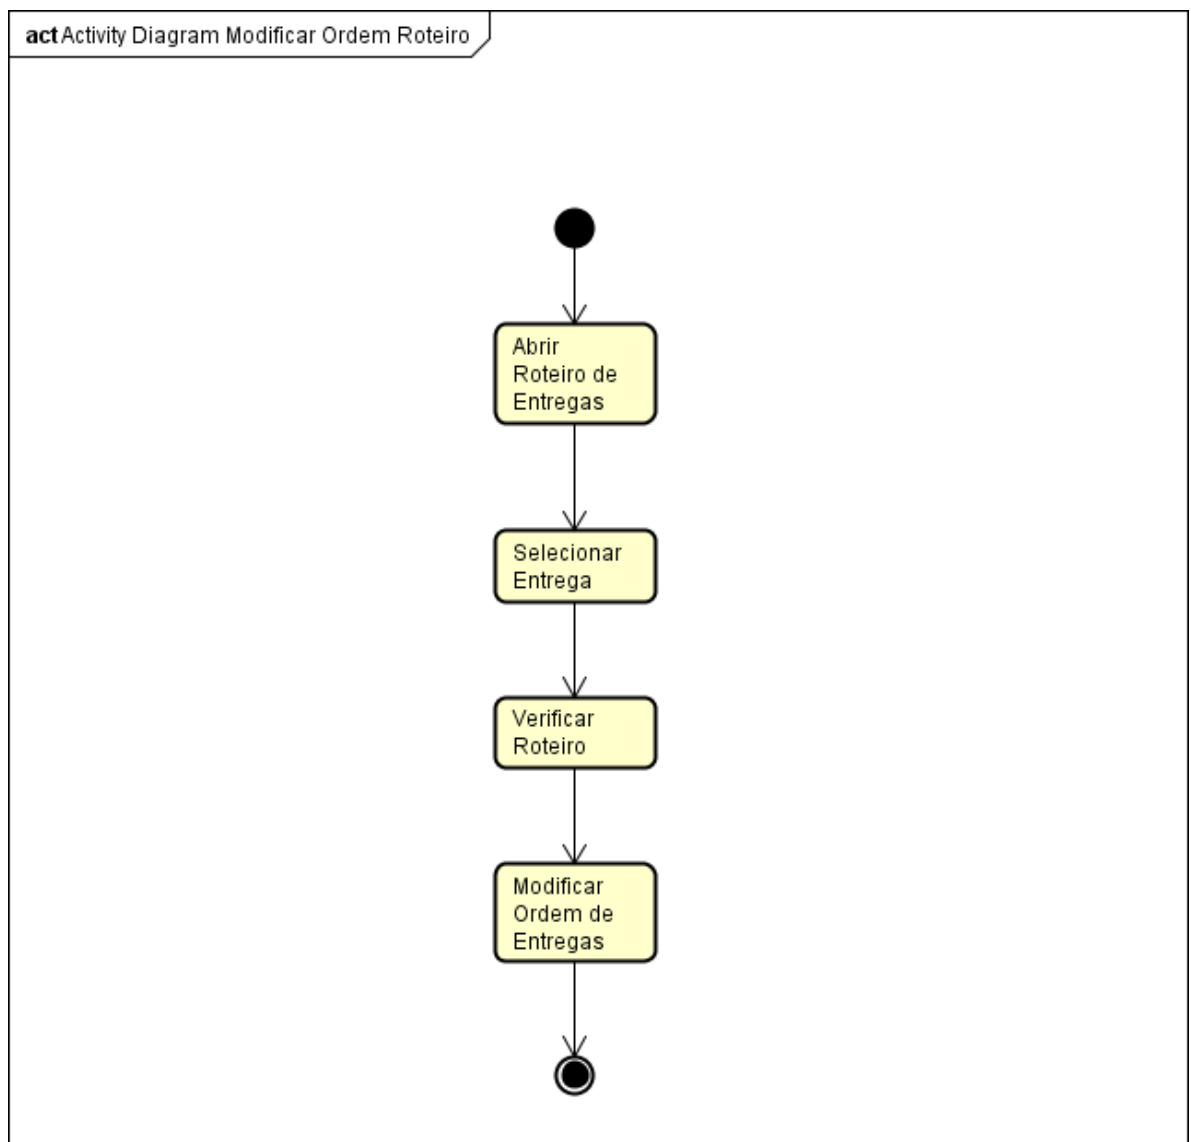 act Activity Diagram Modificar Ordem Roteiro
Abrir
Roteiro de
Entregas
Selecionar
Entrega
Verificar
Roteiro
Modificar
Ordem de
Entregas